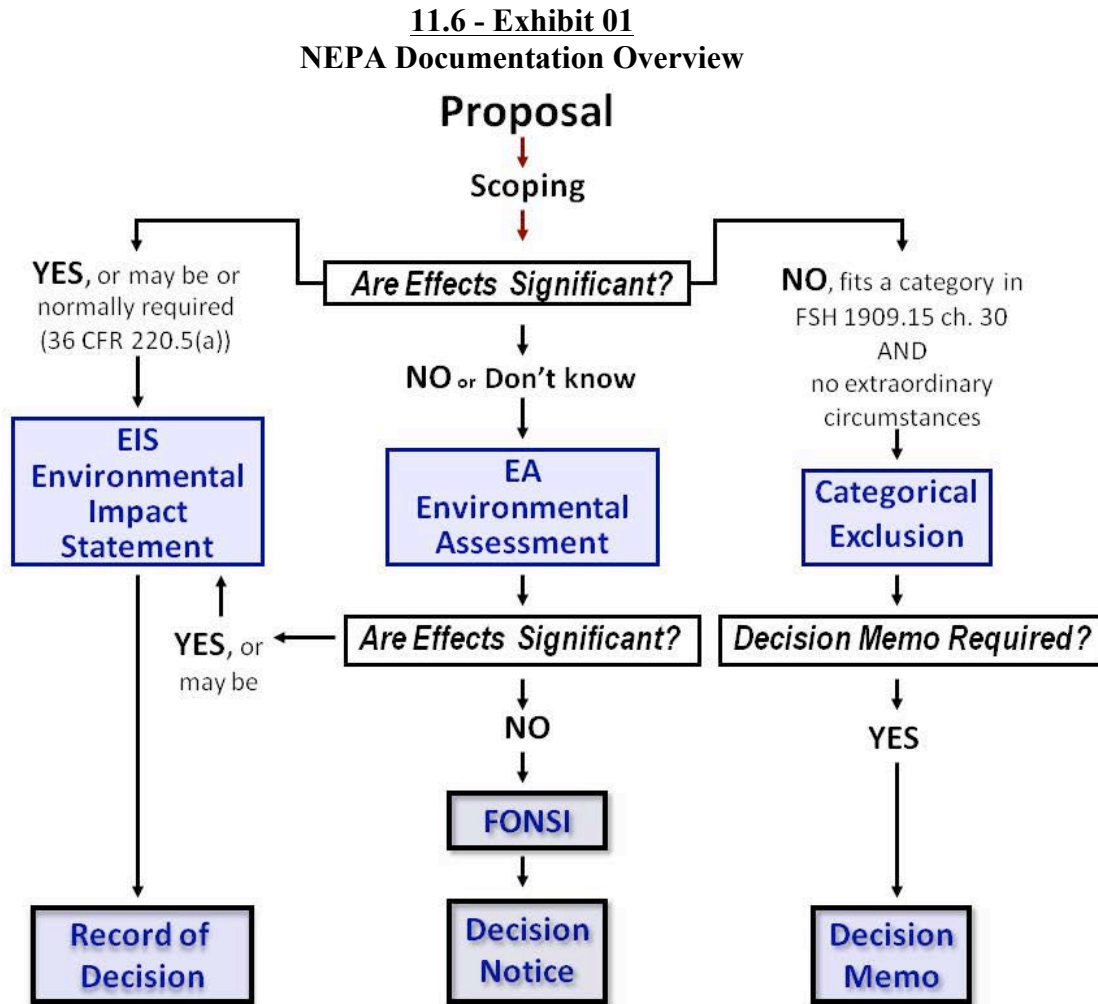 11.6 - Exhibit 01
NEPA Documentation Overview
Proposal
Scoping
Are Effects Significant?
YES, or may be or
normally required
(36 CFR 220.5(a))
EIS
Environmental
Impact
Statement
NO or Don't know
EA
Environmental
Assessment
NO, fits a category in
FSH 1909.15 ch. 30
AND
no extraordinary
circumstances
Categorical
Exclusion
Are Effects Significant?
YES, or
may be
Decision Memo Required?
NO
YES
FONSI
Record of
Decision
Decision
Notice
Decision
Memo